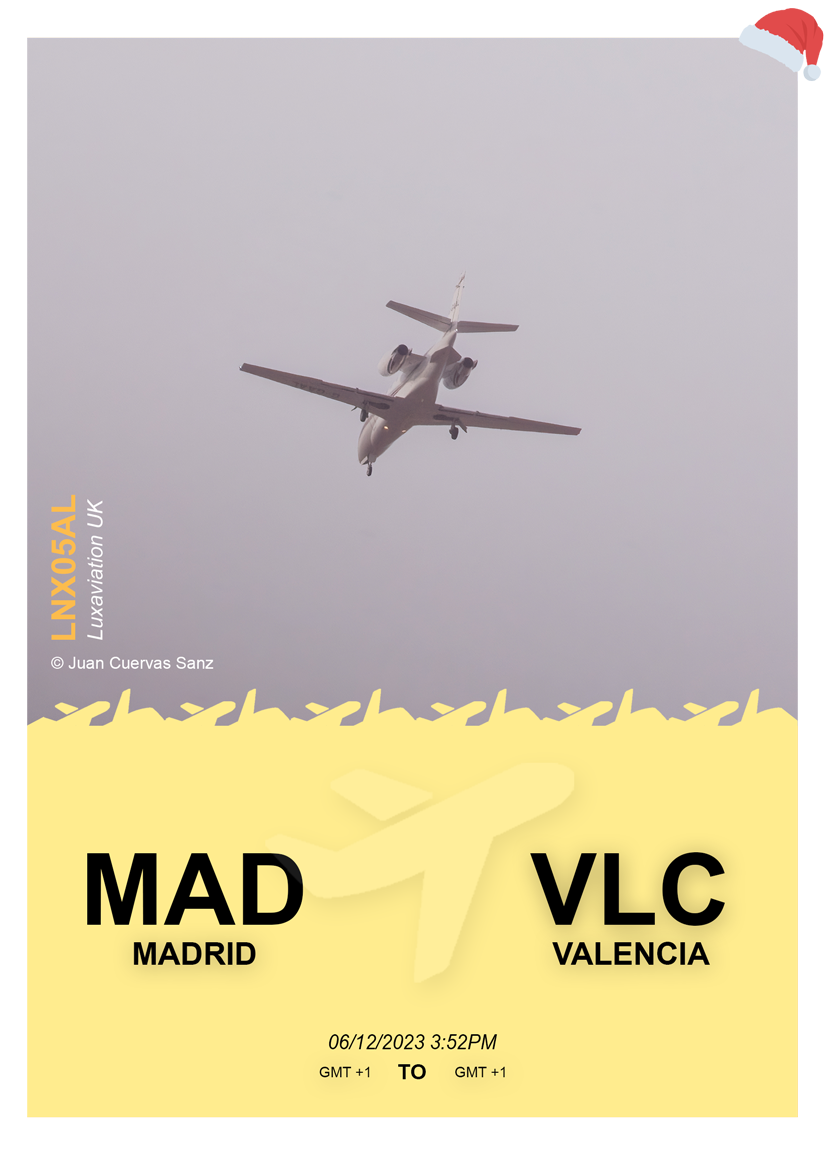 LNX05AL
Luxaviation UK
© Juan Cuervas Sanz
MAD
MADRID
VLC
VALENCIA
06/12/2023 3:52PM
GMT +1 TO GMT +1